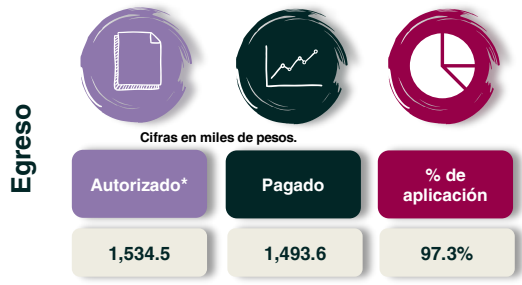 Egreso
Cifras en miles de pesos.
Autorizado*
Pagado
% de
aplicación
1,534.5
1,493.6
97.3%